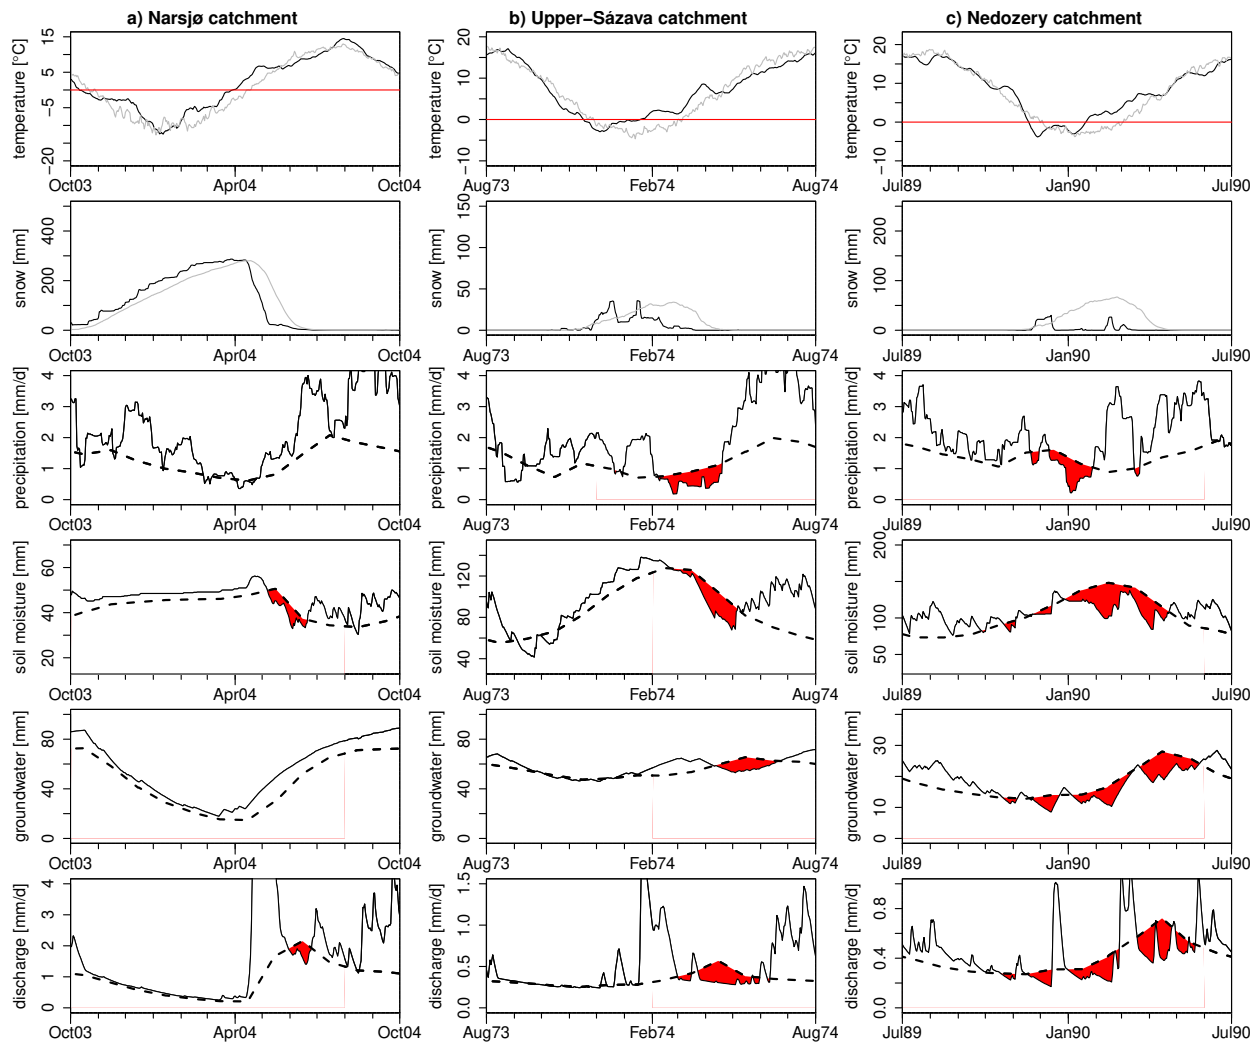 a) Narsjø catchment
b) Upper−Sázava catchment
c) Nedozery catchment
temperature [°C]
15
5
−5
−20
Oct03 Apr04 Oct04
temperature [°C]
20
10
0
−10
Aug73 Feb74 Aug74
temperature [°C]
20
10
0
−10
Jul89 Jan90 Jul90
snow [mm]
400
200
0
Oct03 Apr04 Oct04
snow [mm]
150
100
50
0
Aug73 Feb74 Aug74
snow [mm]
200
100
0
Jul89 Jan90 Jul90
precipitation [mm/d]
4
3
2
1
0
Oct03 Apr04 Oct04
precipitation [mm/d]
4
3
2
1
0
Aug73 Feb74 Aug74
precipitation [mm/d]
4
3
2
1
0
Jul89 Jan90 Jul90
soil moisture [mm]
60
40
20
Oct03 Apr04 Oct04
soil moisture [mm]
120
80
40
Aug73 Feb74 Aug74
soil moisture [mm]
200
100
50
Jul89 Jan90 Jul90
groundwater [mm]
80
40
0
Oct03 Apr04 Oct04
groundwater [mm]
80
40
0
Aug73 Feb74 Aug74
groundwater [mm]
30
10
0
Jul89 Jan90 Jul90
discharge [mm/d]
4
3
2
1
0
Oct03 Apr04 Oct04
discharge [mm/d]
1.5
1.0
0.5
0.0
Aug73 Feb74 Aug74
discharge [mm/d]
0.8
0.4
0.0
Jul89 Jan90 Jul90